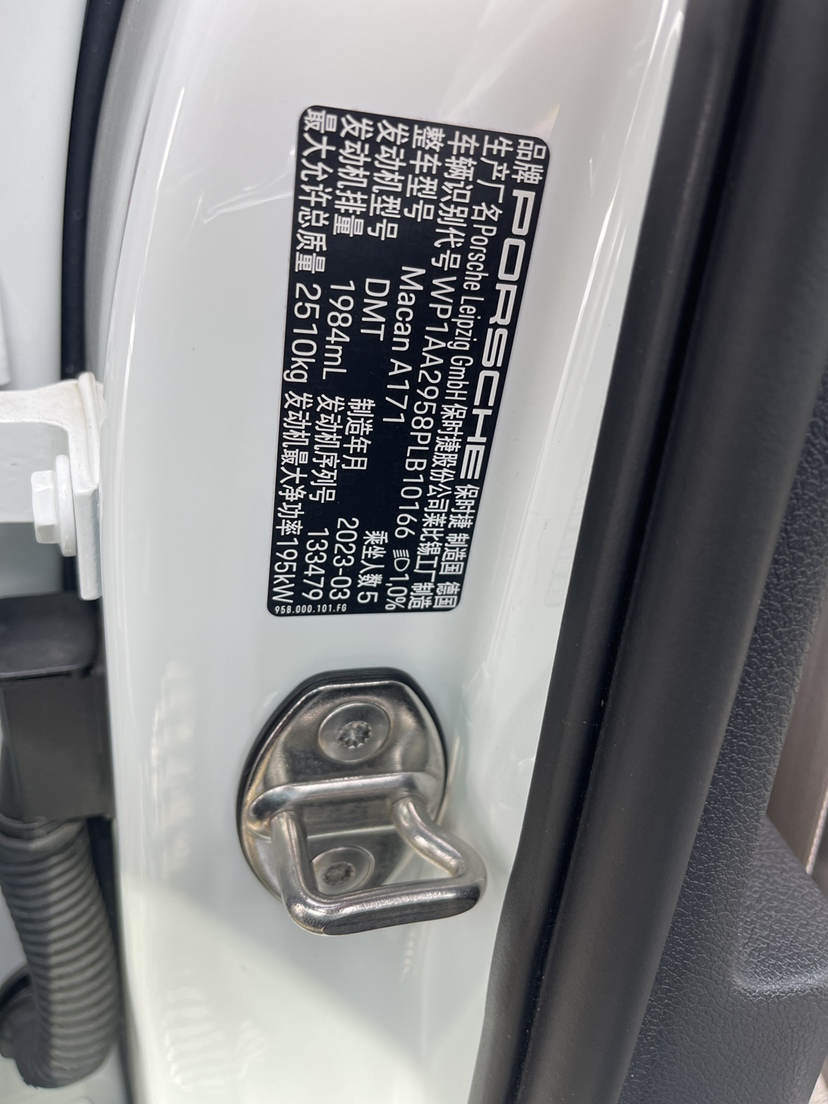 品牌 PORSCHE 保时捷 制造国 德国
生产厂名 Porsche Leipzig GmbH 保时捷股份公司莱比锡工厂制造
车辆识别代号 WP1AA2958PLB10166 1,0%
整车型号 Macan A171 乘坐人数 5
发动机型号 DMT 制造年月 2023-03
发动机排量 1984mL 发动机序列号 133479
最大允许总质量 2510kg 发动机最大净功率 195kW
95B.000.101.FG